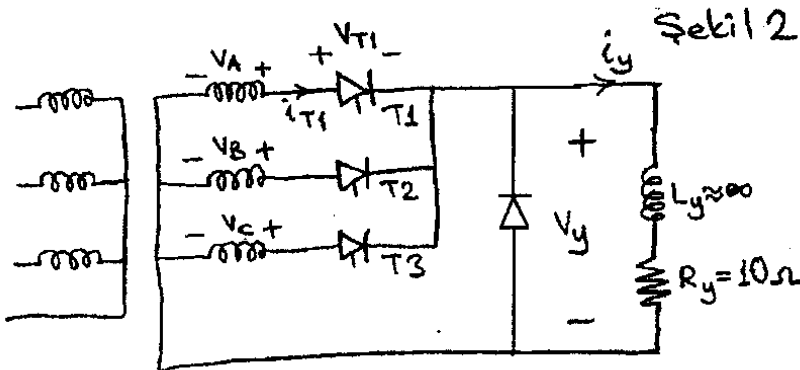 Şekil 2
+ V_T1 -
- V_A +
i_T1
T1
i_y
- V_B +
T2
- V_C +
T3
+
V_y
-
L_y≈∞
R_y=10Ω